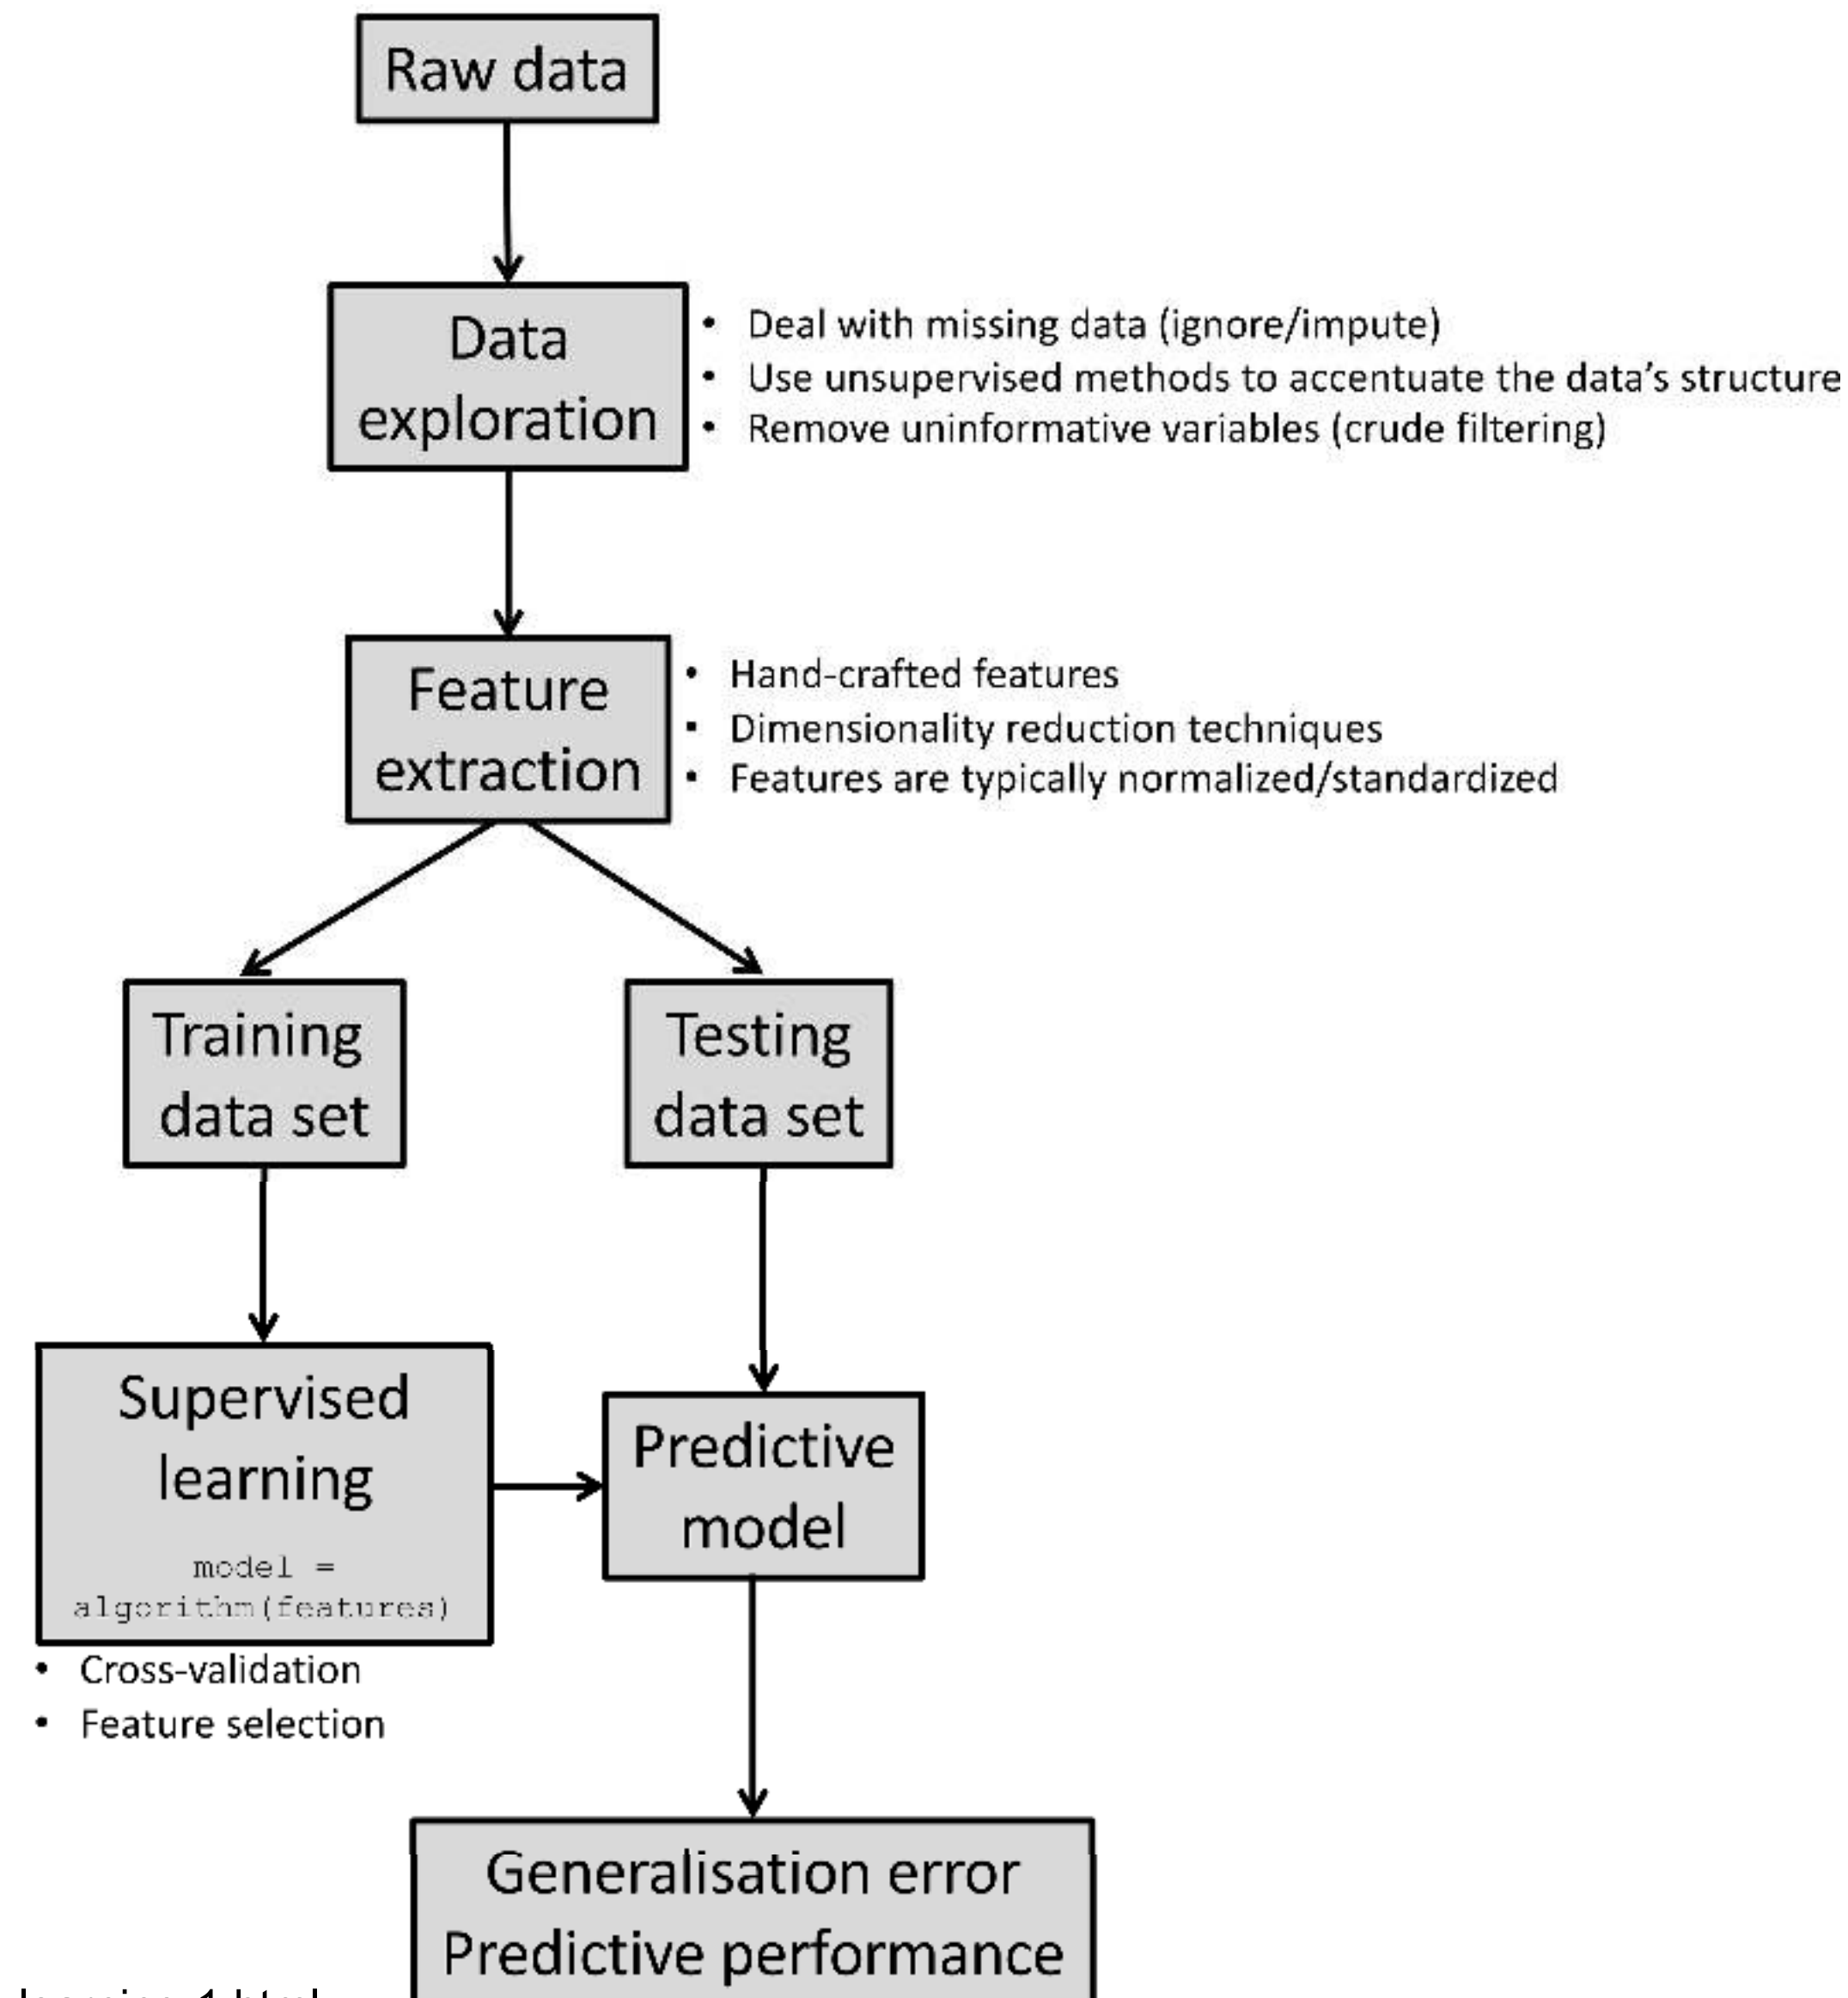 Raw data
Data
exploration
• Deal with missing data (ignore/impute)
• Use unsupervised methods to accentuate the data's structure
• Remove uninformative variables (crude filtering)
Feature
extraction
• Hand-crafted features
• Dimensionality reduction techniques
• Features are typically normalized/standardized
Training
data set
Testing
data set
Supervised
learning
model =
algorithm(features)
• Cross-validation
• Feature selection
Predictive
model
Generalisation error
Predictive performance